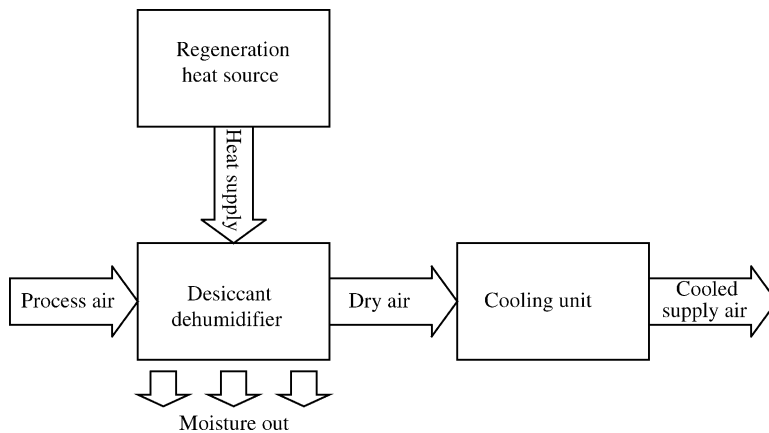 Regeneration
heat source
Heat supply
Process air
Desiccant
dehumidifier
Dry air
Cooling unit
Cooled
supply air
Moisture out